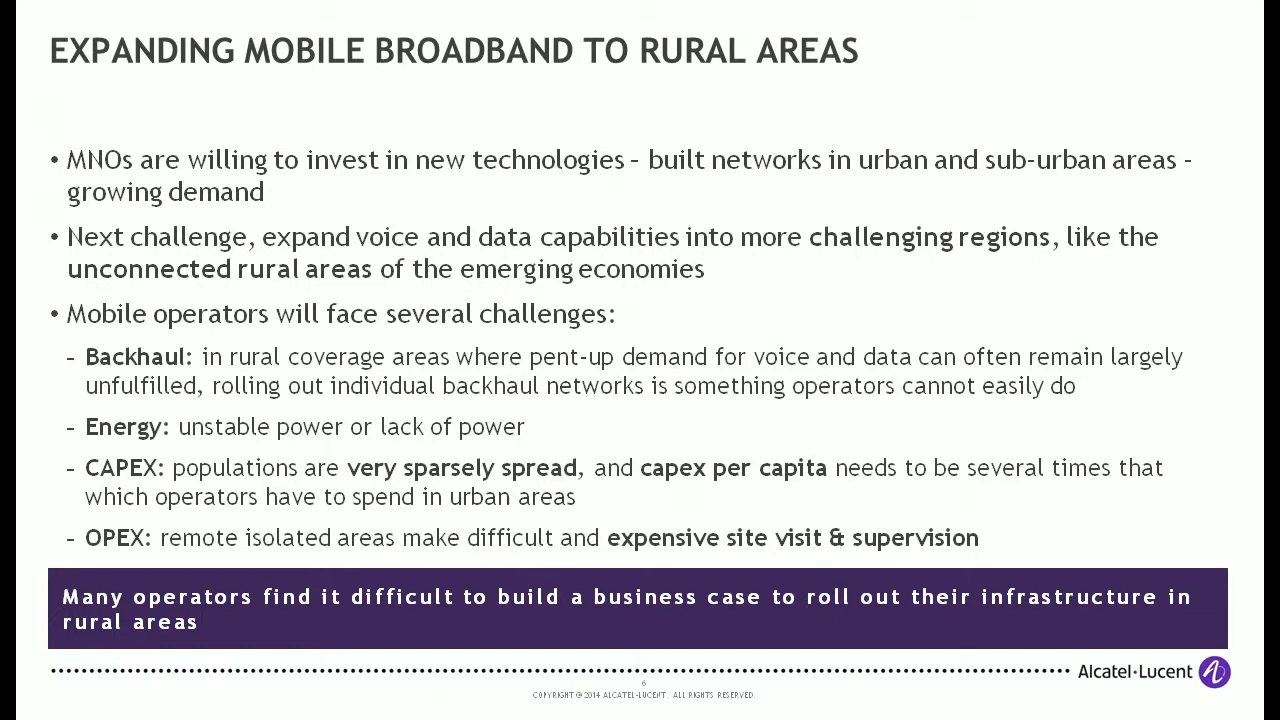 EXPANDING MOBILE BROADBAND TO RURAL AREAS
• MNOs are willing to invest in new technologies – built networks in urban and sub-urban areas –
growing demand
• Next challenge, expand voice and data capabilities into more challenging regions, like the
unconnected rural areas of the emerging economies
• Mobile operators will face several challenges:
– Backhaul: in rural coverage areas where pent-up demand for voice and data can often remain largely
unfulfilled, rolling out individual backhaul networks is something operators cannot easily do
– Energy: unstable power or lack of power
– CAPEX: populations are very sparsely spread, and capex per capita needs to be several times that
which operators have to spend in urban areas
– OPEX: remote isolated areas make difficult and expensive site visit & supervision
Many operators find it difficult to build a business case to roll out their infrastructure in
rural areas
Alcatel·Lucent
6
COPYRIGHT © 2014 ALCATEL-LUCENT. ALL RIGHTS RESERVED.